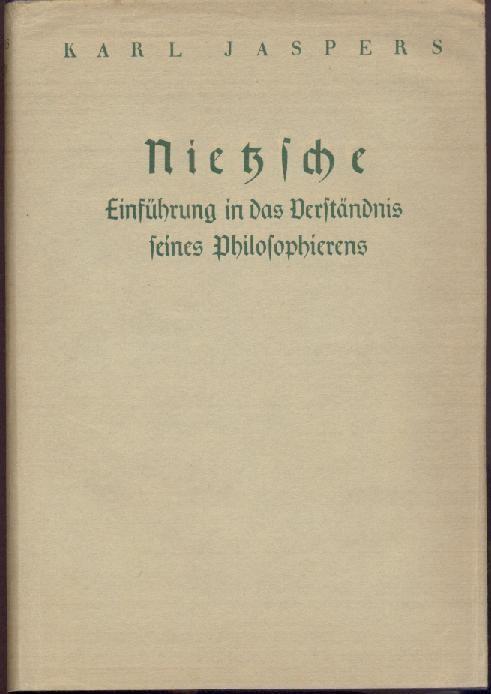 KARL JASPERS
Nietzſche
Einführung in das Verſtändnis
ſeines Philoſophierens